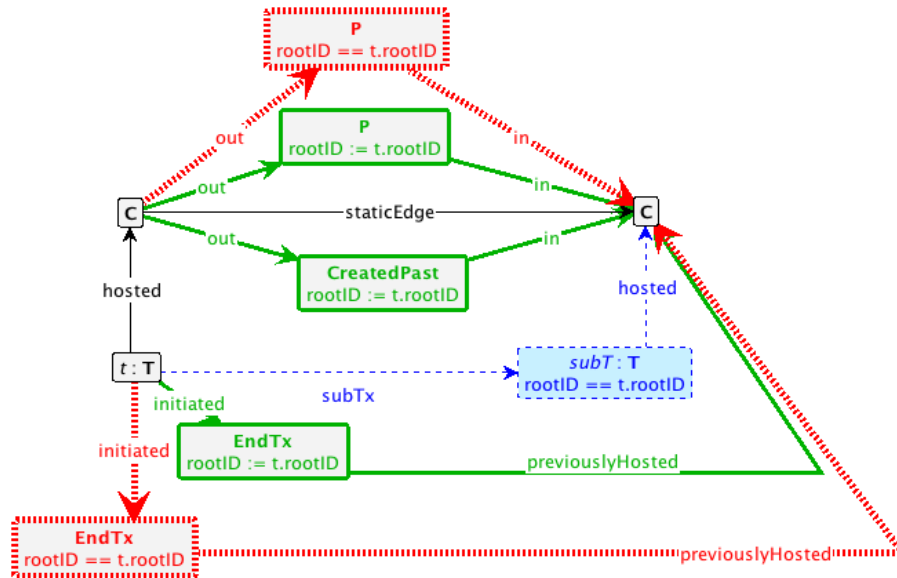 P
rootID == t.rootID
out
in
P
rootID := t.rootID
out
in
C
staticEdge
C
out
in
CreatedPast
rootID := t.rootID
hosted
hosted
t : T
subT : T
rootID == t.rootID
subTx
initiated
EndTx
rootID := t.rootID
initiated
previouslyHosted
EndTx
rootID == t.rootID
previouslyHosted